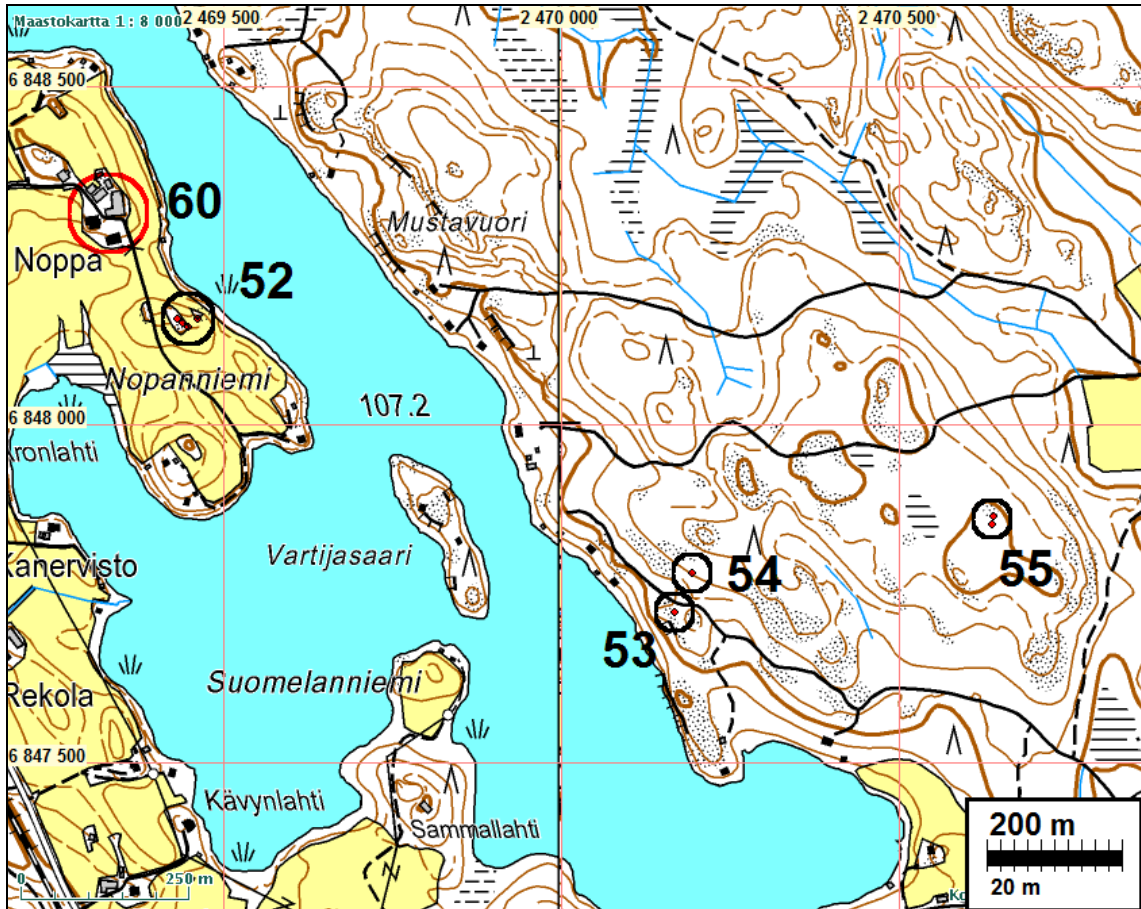 Maastokartta 1 : 8 000
2 469 500
2 470 000
2 470 500
6 848 500
60
Mustavuori
Noppa
52
Nopanniemi
107.2
6 848 000
Kronlahti
Vartijasaari
Kanervisto
54
55
53
Suomelanniemi
Rekola
6 847 500
Kävynlahti
Sammallahti
200 m
20 m
0 250 m